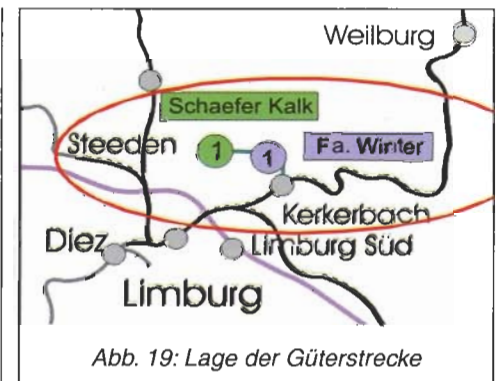 Weilburg
Schaefer Kalk
Steeden
1
1
Fa. Winter
Kerkerbach
Diez
Limburg Süd
Limburg
Abb. 19: Lage der Güterstrecke